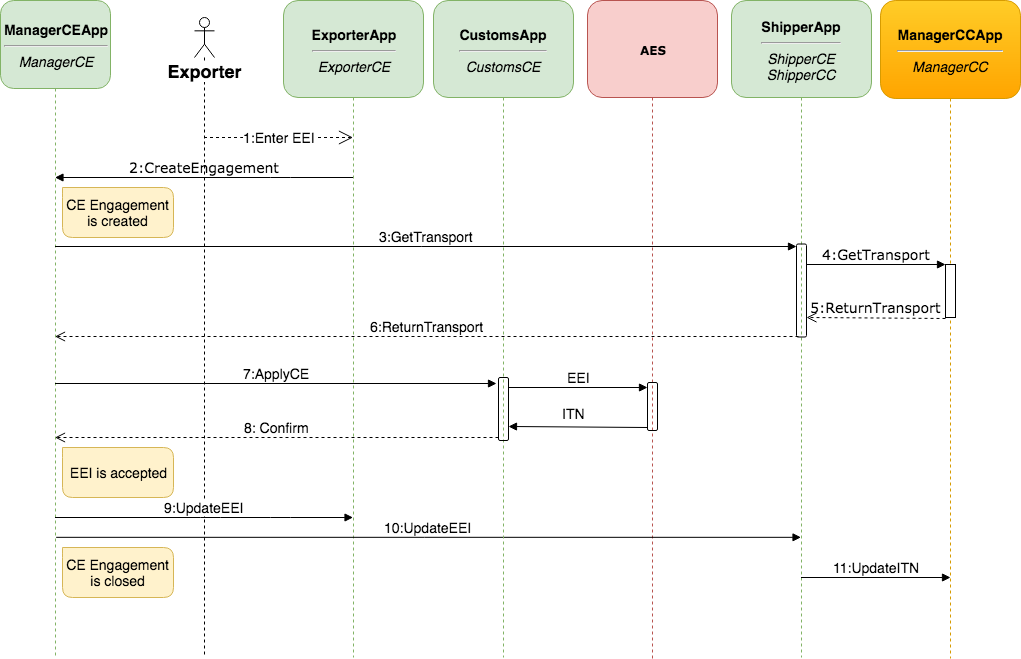 ManagerCEApp
ManagerCE
Exporter
ExporterApp
ExporterCE
CustomsApp
CustomsCE
AES
ShipperApp
ShipperCE
ShipperCC
ManagerCCApp
ManagerCC
1:Enter EEI
2:CreateEngagement
CE Engagement
is created
3:GetTransport
4:GetTransport
5:ReturnTransport
6:ReturnTransport
7:ApplyCE
EEI
ITN
8: Confirm
EEI is accepted
9:UpdateEEI
10:UpdateEEI
CE Engagement
is closed
11:UpdateITN